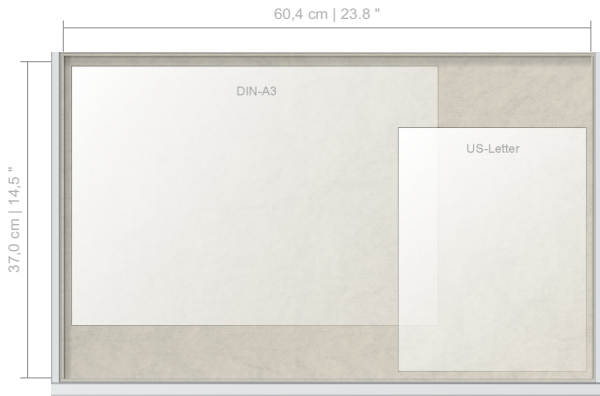 60,4 cm | 23.8 "
DIN-A3
US-Letter
37,0 cm | 14,5 "